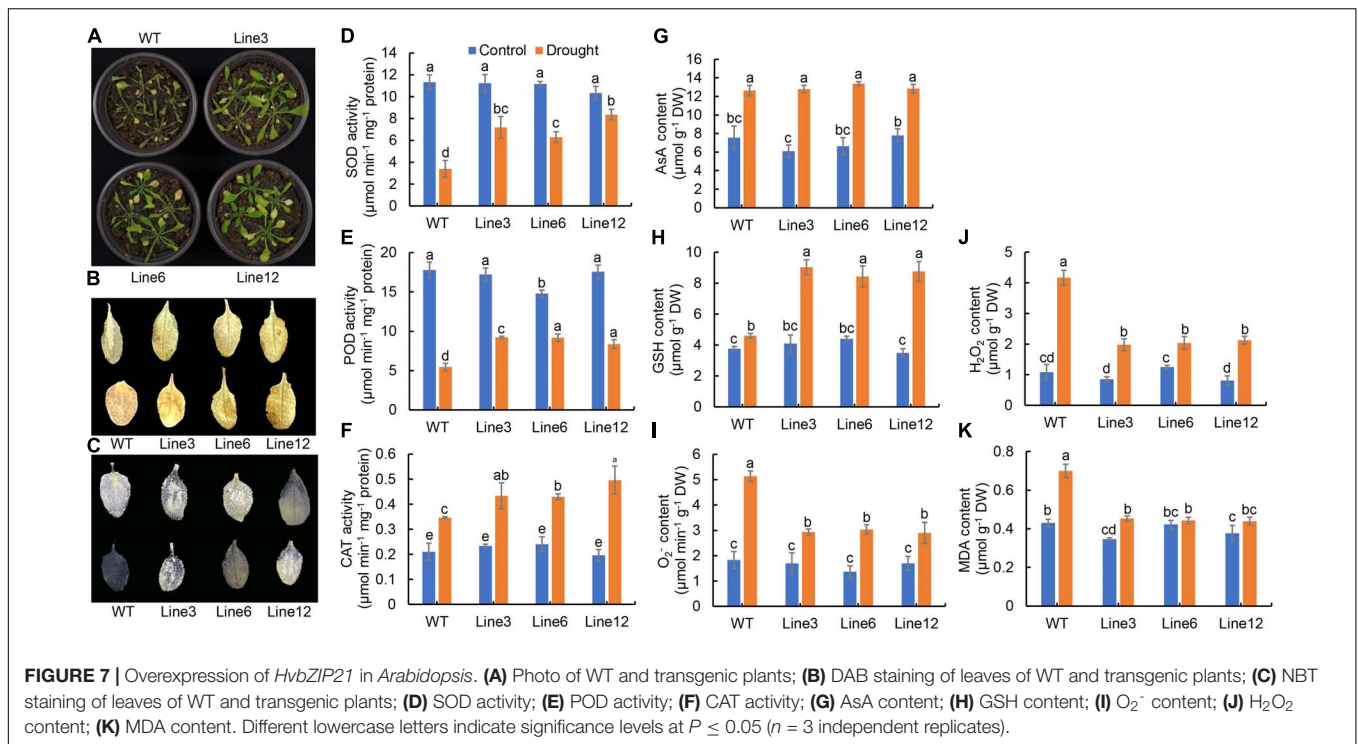 A
WT Line3
Line6 Line12
B
WT Line3 Line6 Line12
C
WT Line3 Line6 Line12
D
Control Drought
SOD activity
(µmol min⁻¹ mg⁻¹ protein)
14
12
10
8
6
4
2
0
a a a a
d bc c b
WT Line3 Line6 Line12
E
POD activity
(µmol min⁻¹ mg⁻¹ protein)
20
15
10
5
0
a a b a
d c a a
WT Line3 Line6 Line12
F
CAT activity
(µmol min⁻¹ mg⁻¹ protein)
0.6
0.5
0.4
0.3
0.2
0.1
0
e e e e
c ab b a
WT Line3 Line6 Line12
G
AsA content
(µmol g⁻¹ DW)
16
14
12
10
8
6
4
2
0
bc c bc b
a a a a
WT Line3 Line6 Line12
H
GSH content
(µmol g⁻¹ DW)
10
8
6
4
2
0
c bc bc c
b a a a
WT Line3 Line6 Line12
I
O₂⁻ content
(µmol min⁻¹ g⁻¹ DW)
6
5
4
3
2
1
0
c c c c
a b b b
WT Line3 Line6 Line12
J
H₂O₂ content
(µmol g⁻¹ DW)
5
4
3
2
1
0
cd d c d
a b b b
WT Line3 Line6 Line12
K
MDA content
(µmol g⁻¹ DW)
0.8
0.6
0.4
0.2
0
b cd bc c
a b b bc
WT Line3 Line6 Line12
FIGURE 7 | Overexpression of HvbZIP21 in Arabidopsis. (A) Photo of WT and transgenic plants; (B) DAB staining of leaves of WT and transgenic plants; (C) NBT
staining of leaves of WT and transgenic plants; (D) SOD activity; (E) POD activity; (F) CAT activity; (G) AsA content; (H) GSH content; (I) O₂⁻ content; (J) H₂O₂
content; (K) MDA content. Different lowercase letters indicate significance levels at P ≤ 0.05 (n = 3 independent replicates).